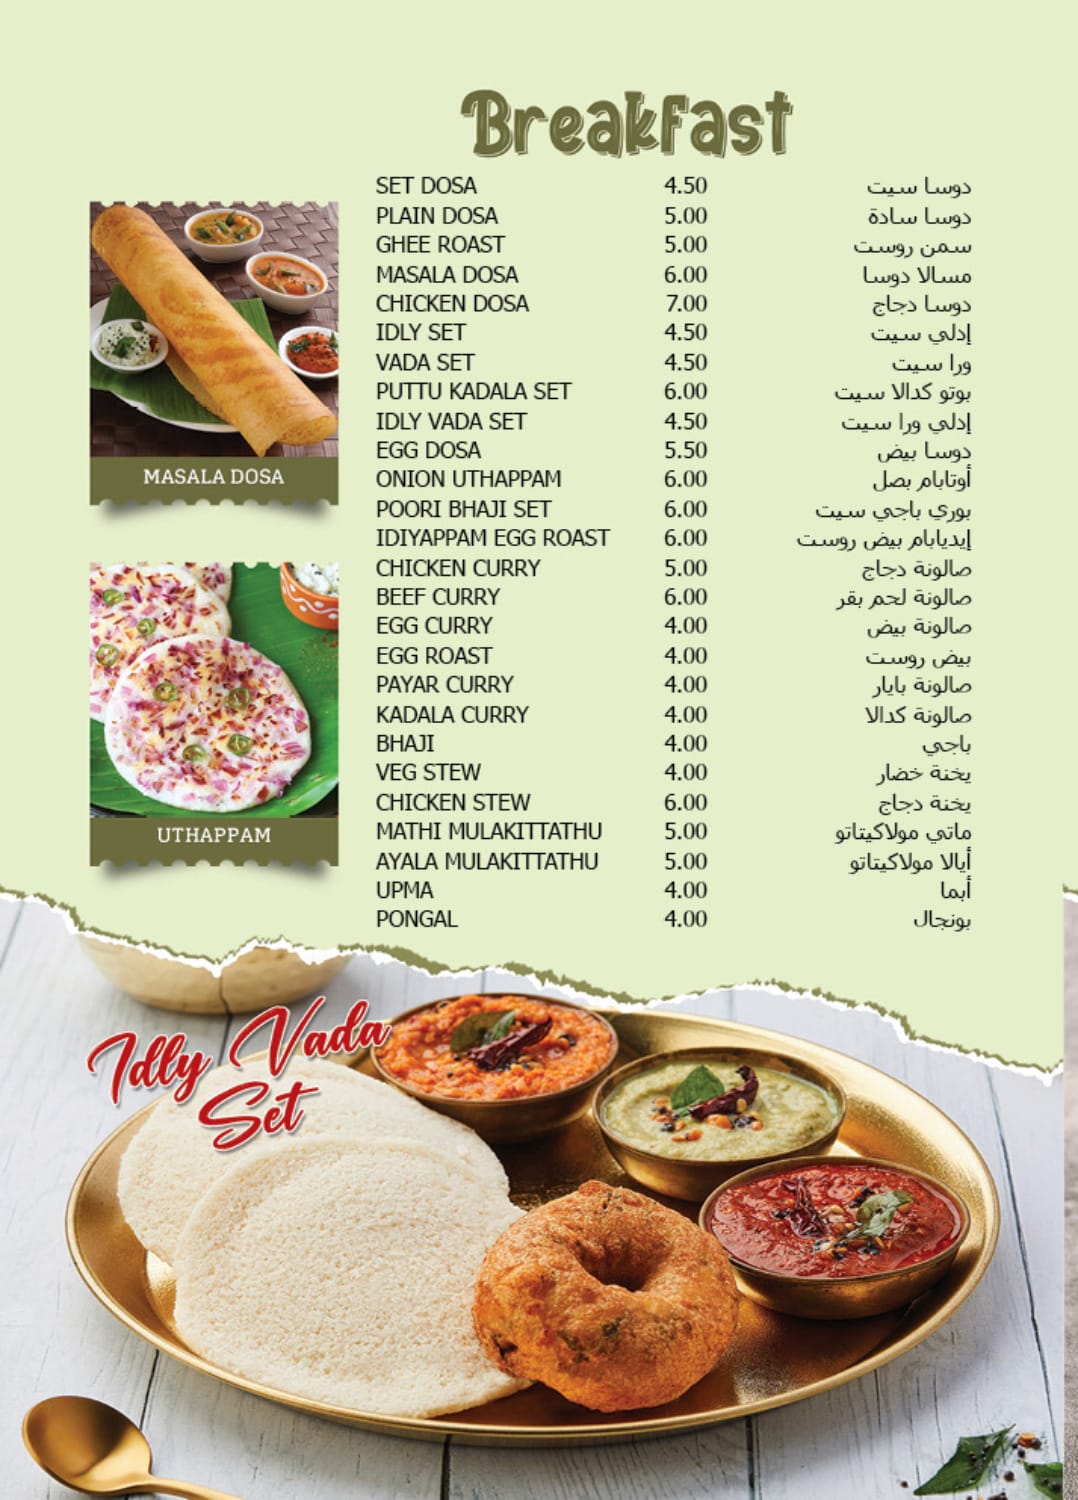 Breakfast
SET DOSA 4.50 دوسا سيت
PLAIN DOSA 5.00 دوسا سادة
GHEE ROAST 5.00 سمن روست
MASALA DOSA 6.00 مسالا دوسا
CHICKEN DOSA 7.00 دوسا دجاج
IDLY SET 4.50 إدلي سيت
VADA SET 4.50 ورا سيت
PUTTU KADALA SET 6.00 بوتو كدالا سيت
IDLY VADA SET 4.50 إدلي ورا سيت
EGG DOSA 5.50 دوسا بيض
ONION UTHAPPAM 6.00 أوتابام بصل
POORI BHAJI SET 6.00 بوري باجي سيت
IDIYAPPAM EGG ROAST 6.00 إيديابام بيض روست
CHICKEN CURRY 5.00 صالونة دجاج
BEEF CURRY 6.00 صالونة لحم بقر
EGG CURRY 4.00 صالونة بيض
EGG ROAST 4.00 بيض روست
PAYAR CURRY 4.00 صالونة بايار
KADALA CURRY 4.00 صالونة كدالا
BHAJI 4.00 باجي
VEG STEW 4.00 يخنة خضار
CHICKEN STEW 6.00 يخنة دجاج
MATHI MULAKITTATHU 5.00 ماتي مولاكيتاتو
AYALA MULAKITTATHU 5.00 أيالا مولاكيتاتو
UPMA 4.00 أبما
PONGAL 4.00 بونجال
MASALA DOSA
UTHAPPAM
Idly Vada
Set